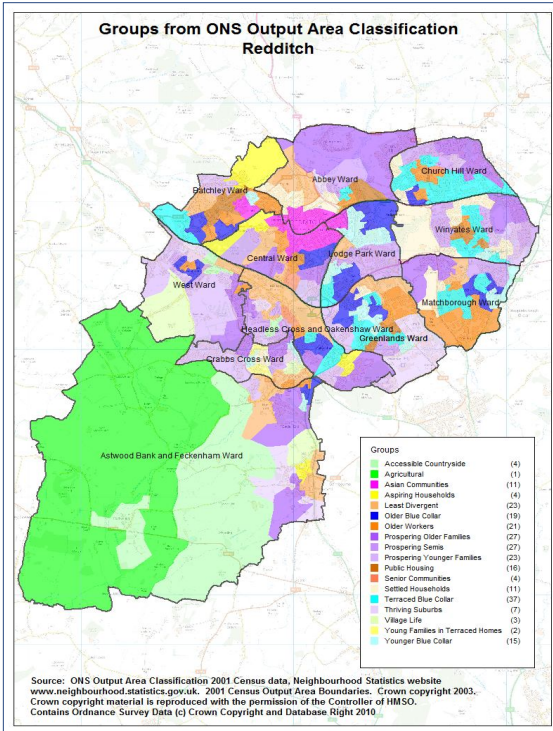 Groups from ONS Output Area Classification
Redditch
Church Hill Ward
Abbey Ward
Batchley Ward
Winyates Ward
Central Ward
Lodge Park Ward
West Ward
Matchborough Ward
Headless Cross and Oakenshaw Ward
Greenlands Ward
Crabbs Cross Ward
Astwood Bank and Feckenham Ward
Groups
Accessible Countryside (4)
Agricultural (1)
Asian Communities (11)
Aspiring Households (4)
Least Divergent (23)
Older Blue Collar (19)
Older Workers (21)
Prospering Older Families (27)
Prospering Semis (27)
Prospering Younger Families (23)
Public Housing (16)
Senior Communities (4)
Settled Households (11)
Terraced Blue Collar (37)
Thriving Suburbs (7)
Village Life (3)
Young Families in Terraced Homes (2)
Younger Blue Collar (15)
Source: ONS Output Area Classification 2001 Census data, Neighbourhood Statistics website
www.neighbourhood.statistics.gov.uk. 2001 Census Output Area Boundaries. Crown copyright 2003.
Crown copyright material is reproduced with the permission of the Controller of HMSO.
Contains Ordnance Survey Data (c) Crown Copyright and Database Right 2010